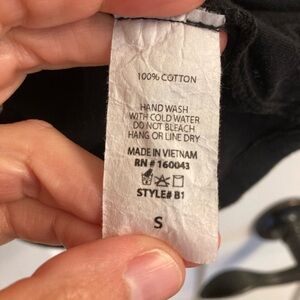 100% COTTON
HAND WASH
WITH COLD WATER
DO NOT BLEACH
HANG OR LINE DRY
MADE IN VIETNAM
RN # 160043
STYLE# B1
S